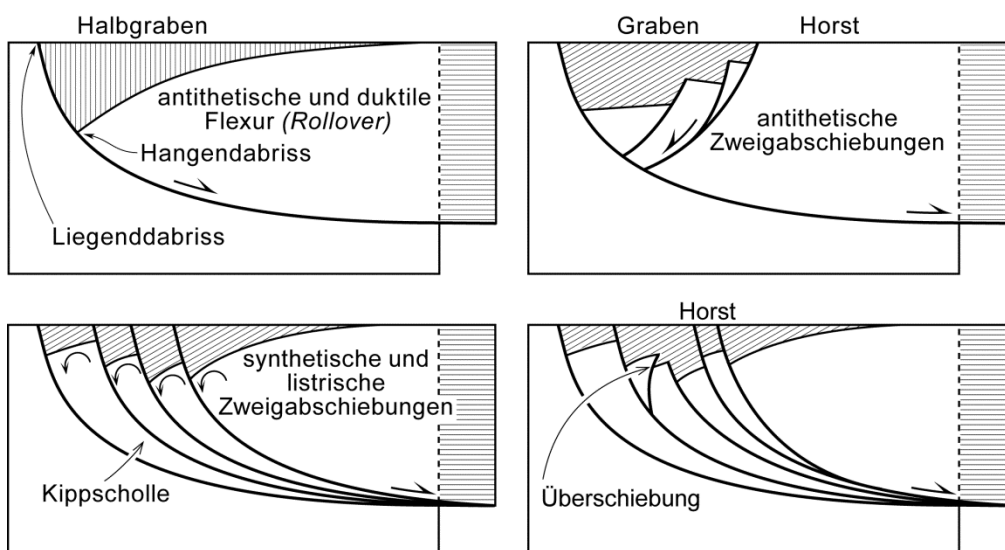 Halbgraben
antithetische und duktile
Flexur (Rollover)
Hangendabriss
Liegenddabriss
Graben
Horst
antithetische
Zweigabschiebungen
synthetische und
listrische
Zweigabschiebungen
Kippscholle
Horst
Überschiebung